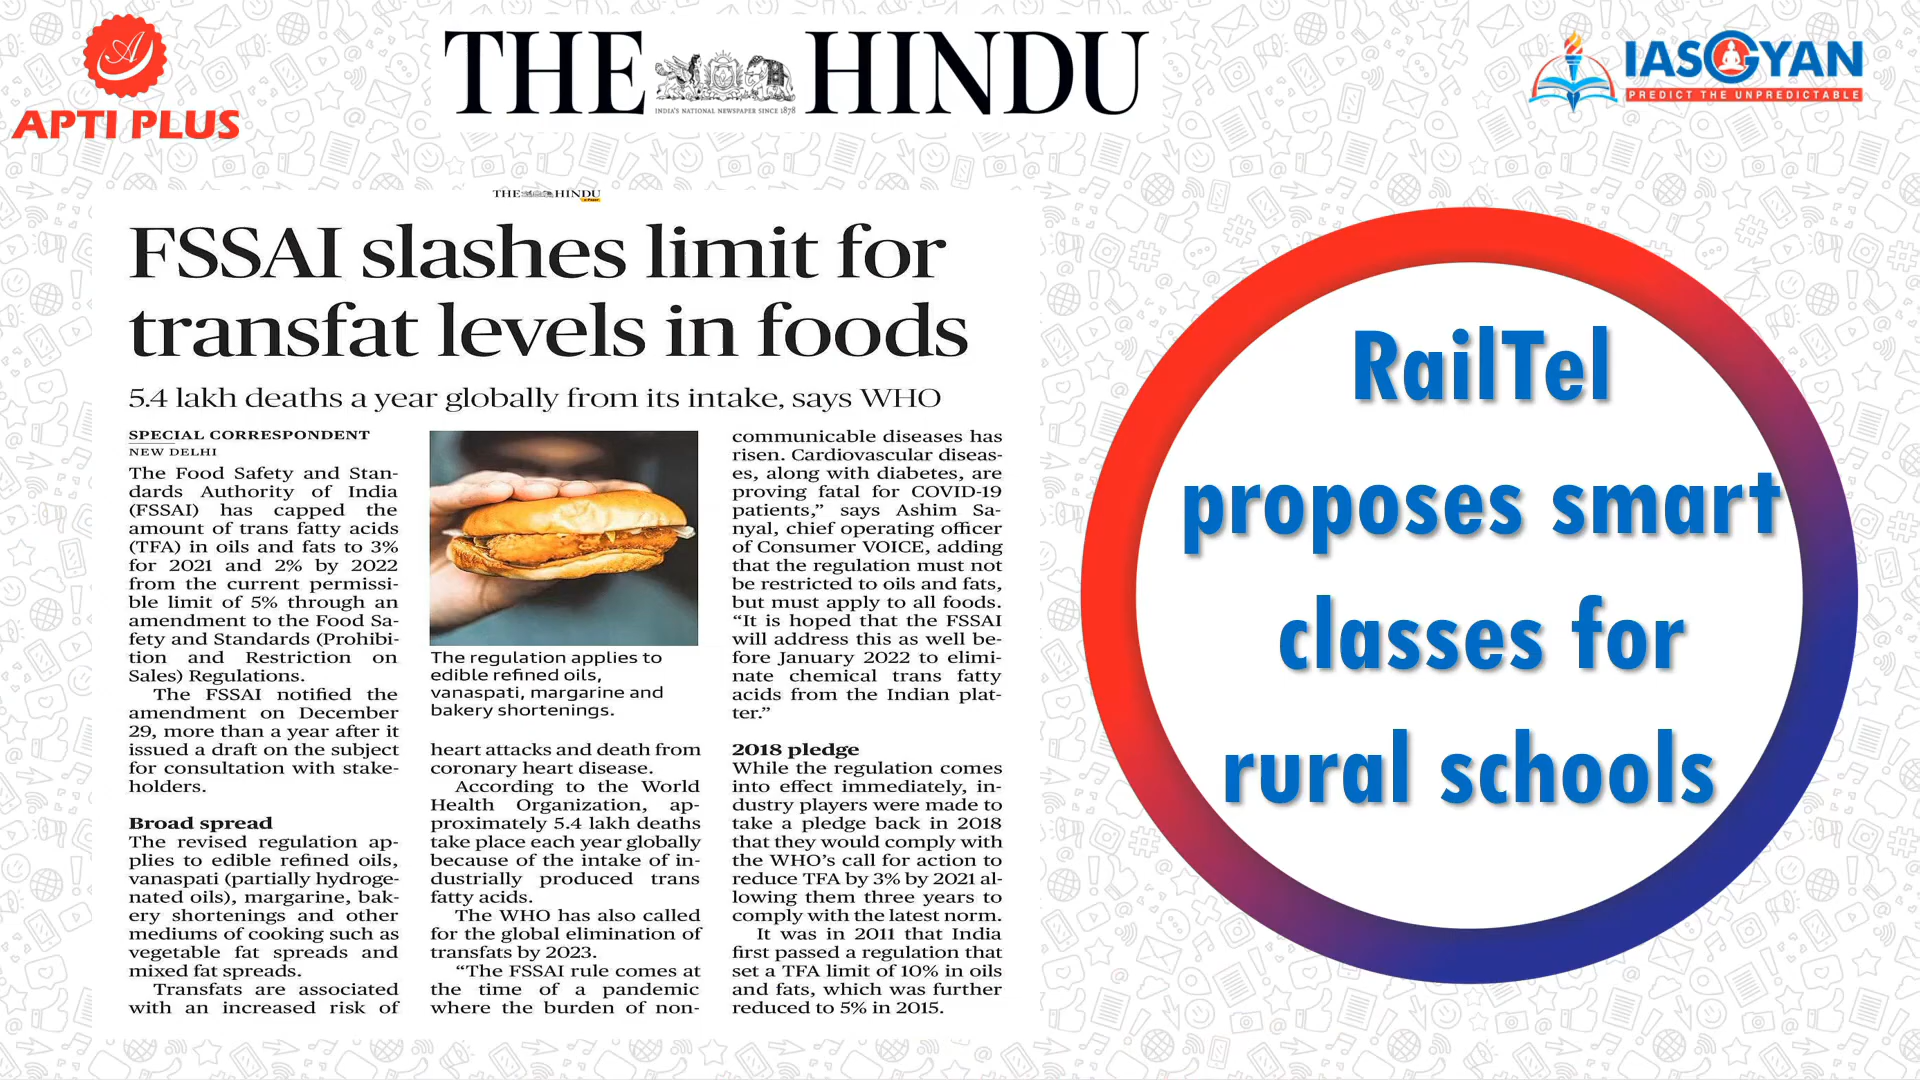 APTI PLUS
THE HINDU
INDIA'S NATIONAL NEWSPAPER SINCE 1878
IASGYAN
PREDICT THE UNPREDICTABLE
THE HINDU
FSSAI slashes limit for
transfat levels in foods
5.4 lakh deaths a year globally from its intake, says WHO
SPECIAL CORRESPONDENT
NEW DELHI
The Food Safety and Stan-
dards Authority of India
(FSSAI) has capped the
amount of trans fatty acids
(TFA) in oils and fats to 3%
for 2021 and 2% by 2022
from the current permissi-
ble limit of 5% through an
amendment to the Food Sa-
fety and Standards (Prohibi-
tion and Restriction on
Sales) Regulations.
The FSSAI notified the
amendment on December
29, more than a year after it
issued a draft on the subject
for consultation with stake-
holders.
Broad spread
The revised regulation ap-
plies to edible refined oils,
vanaspati (partially hydroge-
nated oils), margarine, bak-
ery shortenings and other
mediums of cooking such as
vegetable fat spreads and
mixed fat spreads.
Transfats are associated
with an increased risk of
The regulation applies to
edible refined oils,
vanaspati, margarine and
bakery shortenings.
heart attacks and death from
coronary heart disease.
According to the World
Health Organization, ap-
proximately 5.4 lakh deaths
take place each year globally
because of the intake of in-
dustrially produced trans
fatty acids.
The WHO has also called
for the global elimination of
transfats by 2023.
“The FSSAI rule comes at
the time of a pandemic
where the burden of non-
communicable diseases has
risen. Cardiovascular diseas-
es, along with diabetes, are
proving fatal for COVID-19
patients,” says Ashim Sa-
nyal, chief operating officer
of Consumer VOICE, adding
that the regulation must not
be restricted to oils and fats,
but must apply to all foods.
“It is hoped that the FSSAI
will address this as well be-
fore January 2022 to elimi-
nate chemical trans fatty
acids from the Indian plat-
ter.”
2018 pledge
While the regulation comes
into effect immediately, in-
dustry players were made to
take a pledge back in 2018
that they would comply with
the WHO’s call for action to
reduce TFA by 3% by 2021 al-
lowing them three years to
comply with the latest norm.
It was in 2011 that India
first passed a regulation that
set a TFA limit of 10% in oils
and fats, which was further
reduced to 5% in 2015.
RailTel
proposes smart
classes for
rural schools